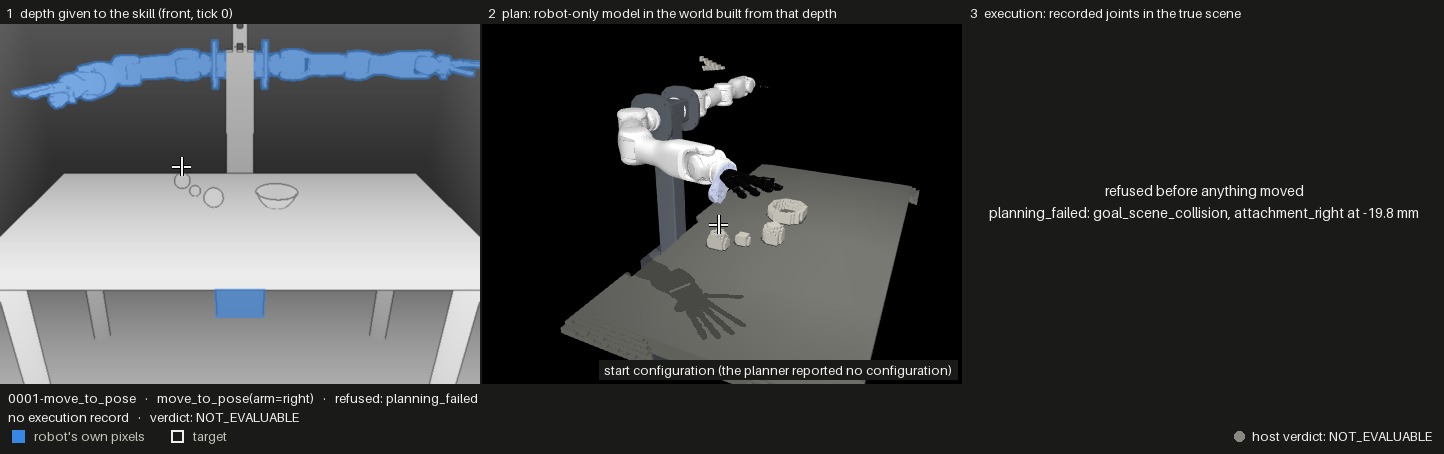 1 depth given to the skill (front, tick 0)
2 plan: robot-only model in the world built from that depth
3 execution: recorded joints in the true scene
refused before anything moved
planning_failed: goal_scene_collision, attachment_right at -19.8 mm
start configuration (the planner reported no configuration)
0001-move_to_pose · move_to_pose(arm=right) · refused: planning_failed
no execution record · verdict: NOT_EVALUABLE
robot's own pixels target
host verdict: NOT_EVALUABLE